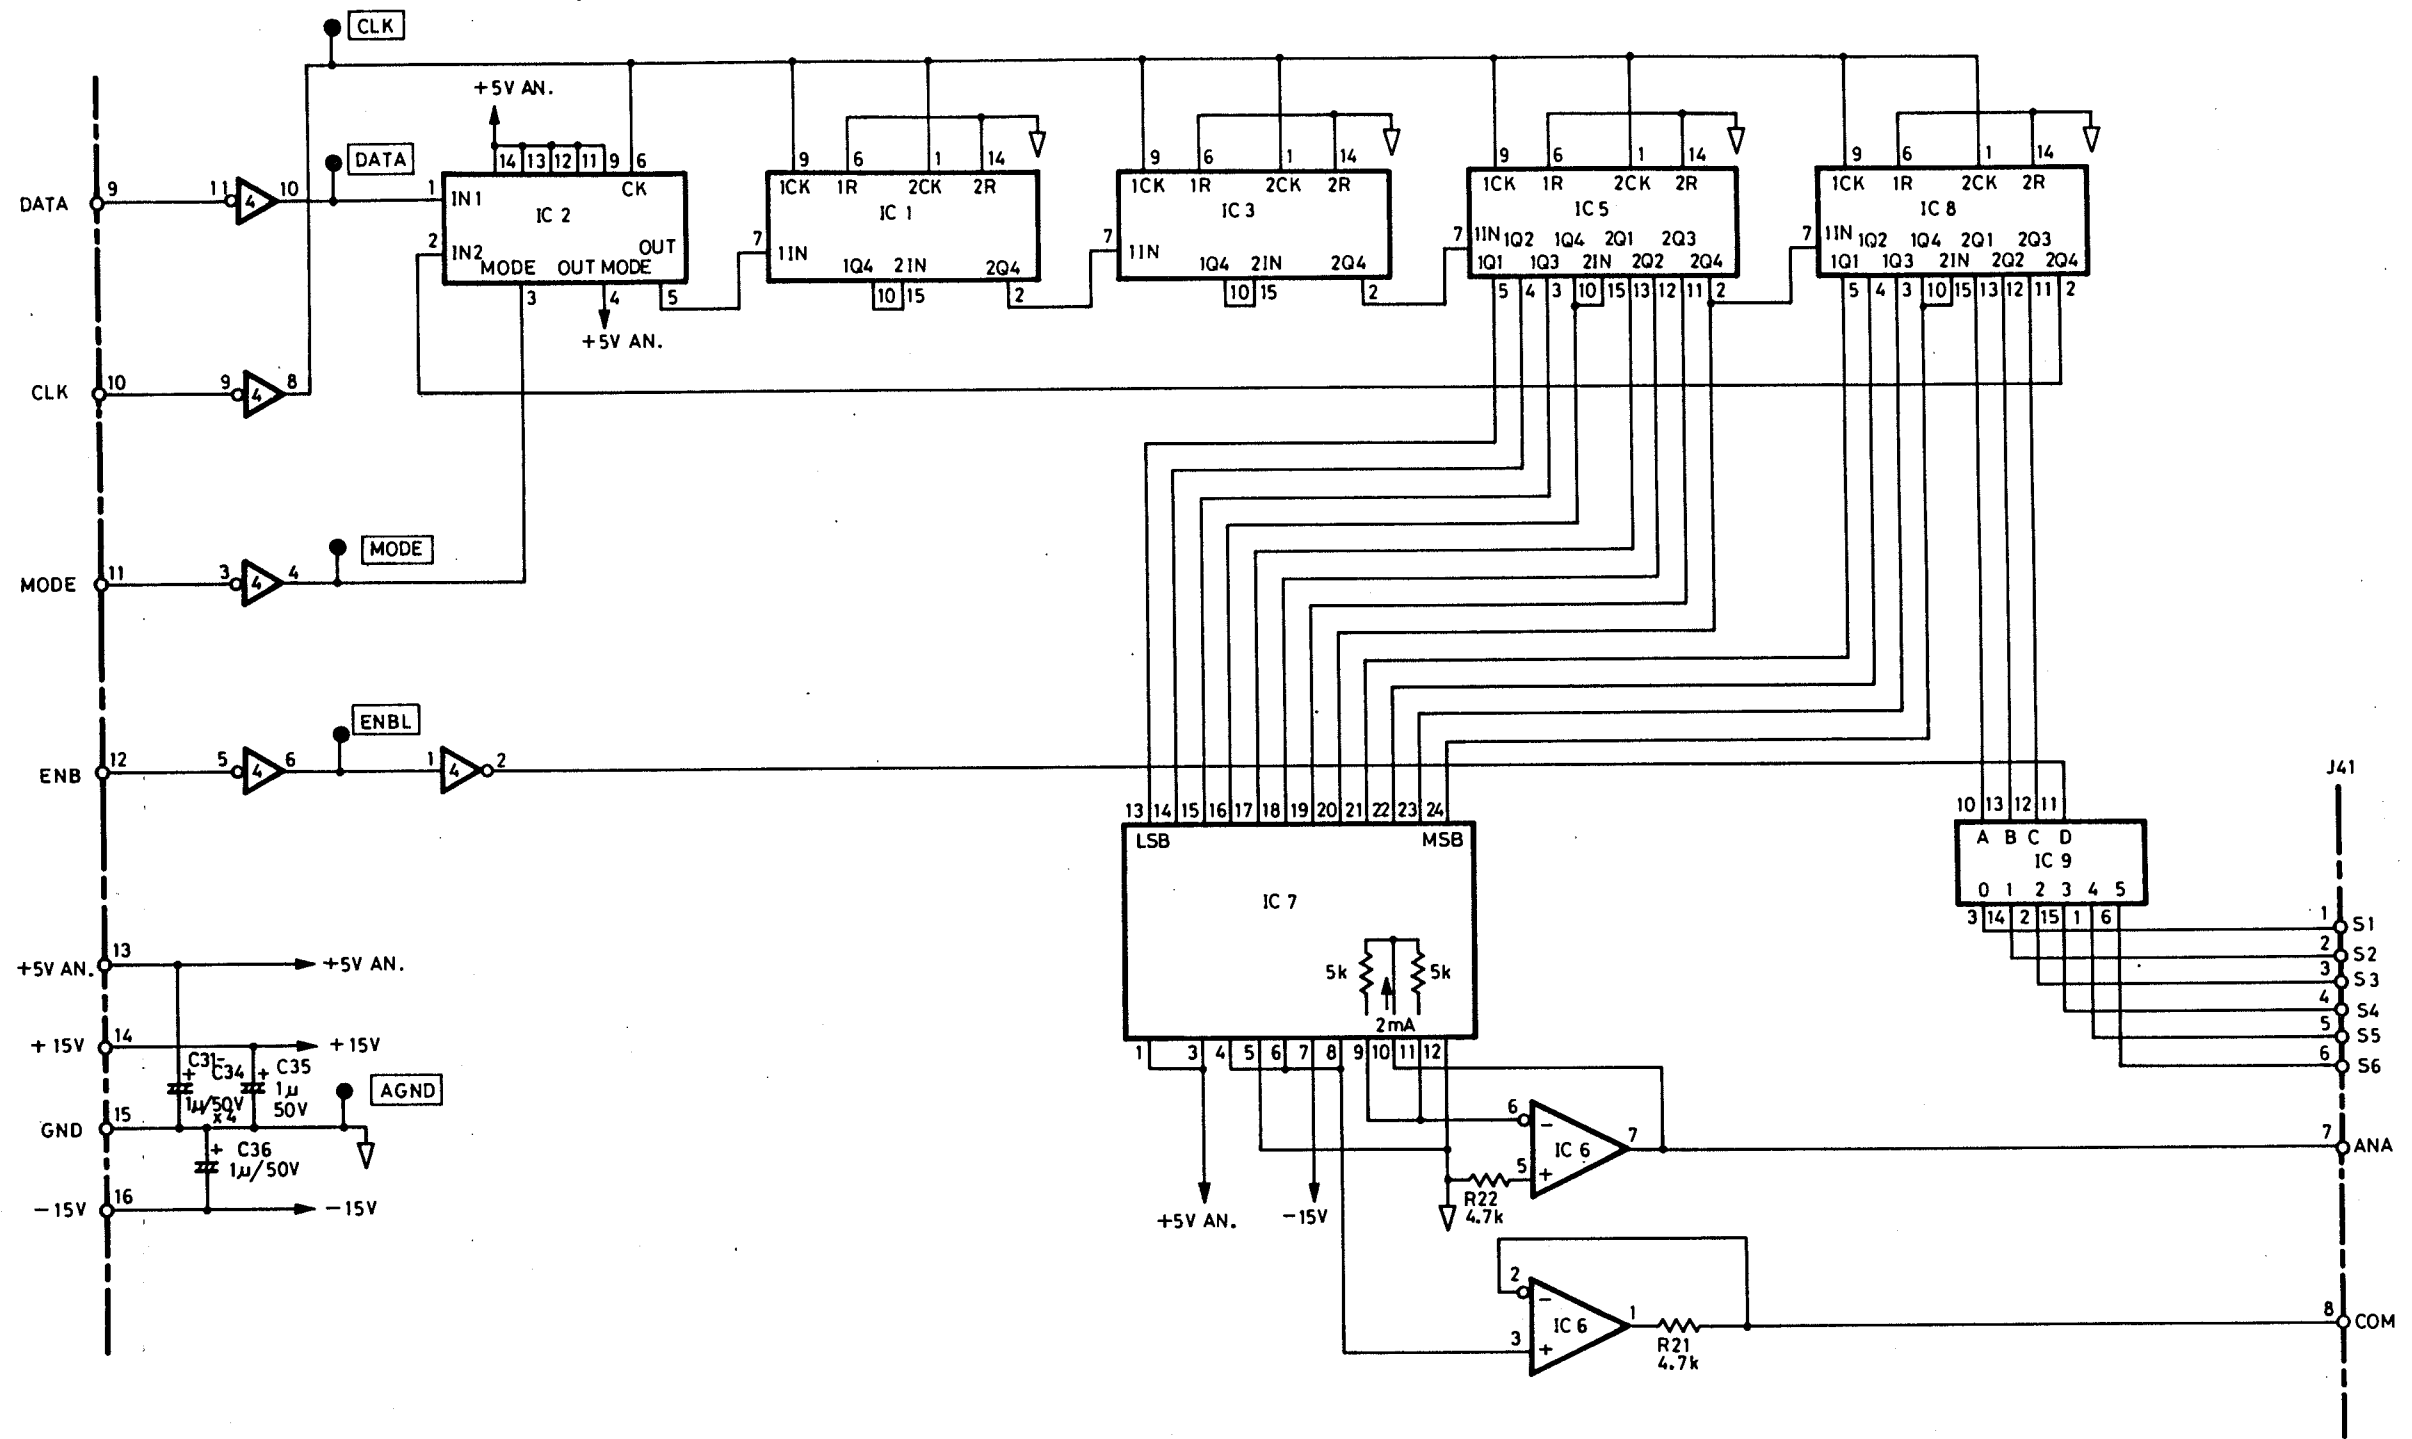 CLK
+5V AN.
DATA
14 13 12 11 9 6
9 6 1 14
9 6 1 14
9 6 1 14
9 6 1 14
DATA 9
11 4 10
1 IN1 CK
IC 2
2 IN2 OUT
MODE OUT MODE
3 4 5
+5V AN.
1CK 1R 2CK 2R
IC 1
7 1IN
1Q4 2IN 2Q4
10 15 2
1CK 1R 2CK 2R
IC 3
7 1IN
1Q4 2IN 2Q4
10 15 2
1CK 1R 2CK 2R
IC 5
7 1IN 1Q2 1Q4 2Q1 2Q3
1Q1 1Q3 2IN 2Q2 2Q4
5 4 3 10 15 13 12 11 2
1CK 1R 2CK 2R
IC 8
7 1IN 1Q2 1Q4 2Q1 2Q3
1Q1 1Q3 2IN 2Q2 2Q4
5 4 3 10 15 13 12 11 2
CLK 10
9 4 8
MODE
MODE 11
3 4 4
ENBL
ENB 12
5 4 6
1 4 2
13 14 15 16 17 18 19 20 21 22 23 24
LSB MSB
IC 7
5k 5k
2mA
1 3 4 5 6 7 8 9 10 11 12
+5V AN.
-15V
10 13 12 11
A B C D
IC 9
0 1 2 3 4 5
3 14 2 15 1 6
J41
1 S1
2 S2
3 S3
4 S4
5 S5
6 S6
+5V AN. 13 +5V AN.
+15V 14 +15V
C31-
C34
1µ/50V
x4
C35
1µ
50V
AGND
GND 15
C36
1µ/50V
-15V 16 -15V
6 -
IC 6 7
5 +
R22
4.7k
7 ANA
2 -
IC 6 1
3 +
R21
4.7k
8 COM